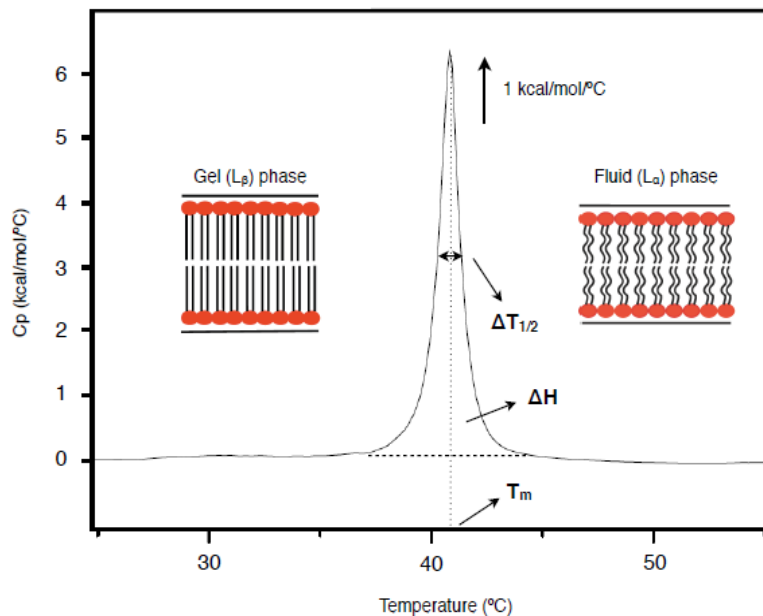 6
5
4
3
2
1
0
Cp (kcal/mol/ºC)
1 kcal/mol/ºC
Gel (Lβ) phase
Fluid (Lα) phase
ΔT1/2
ΔH
Tm
30
40
50
Temperature (ºC)